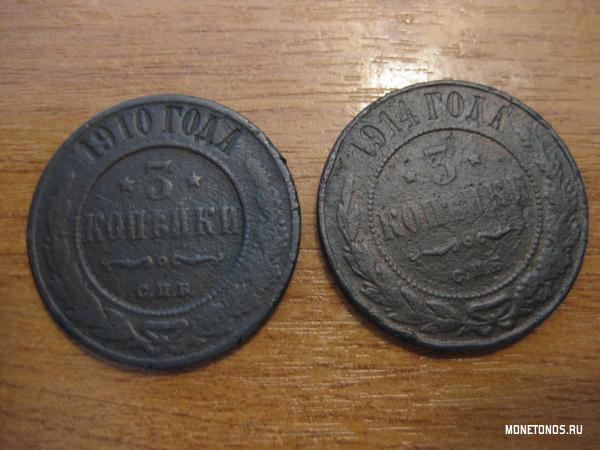 1910 ГОДА
3
КОПѢЙКИ
С.П.Б
1914 ГОДА
3
КОПѢЙКИ
С.П.Б
MONETONOS.RU